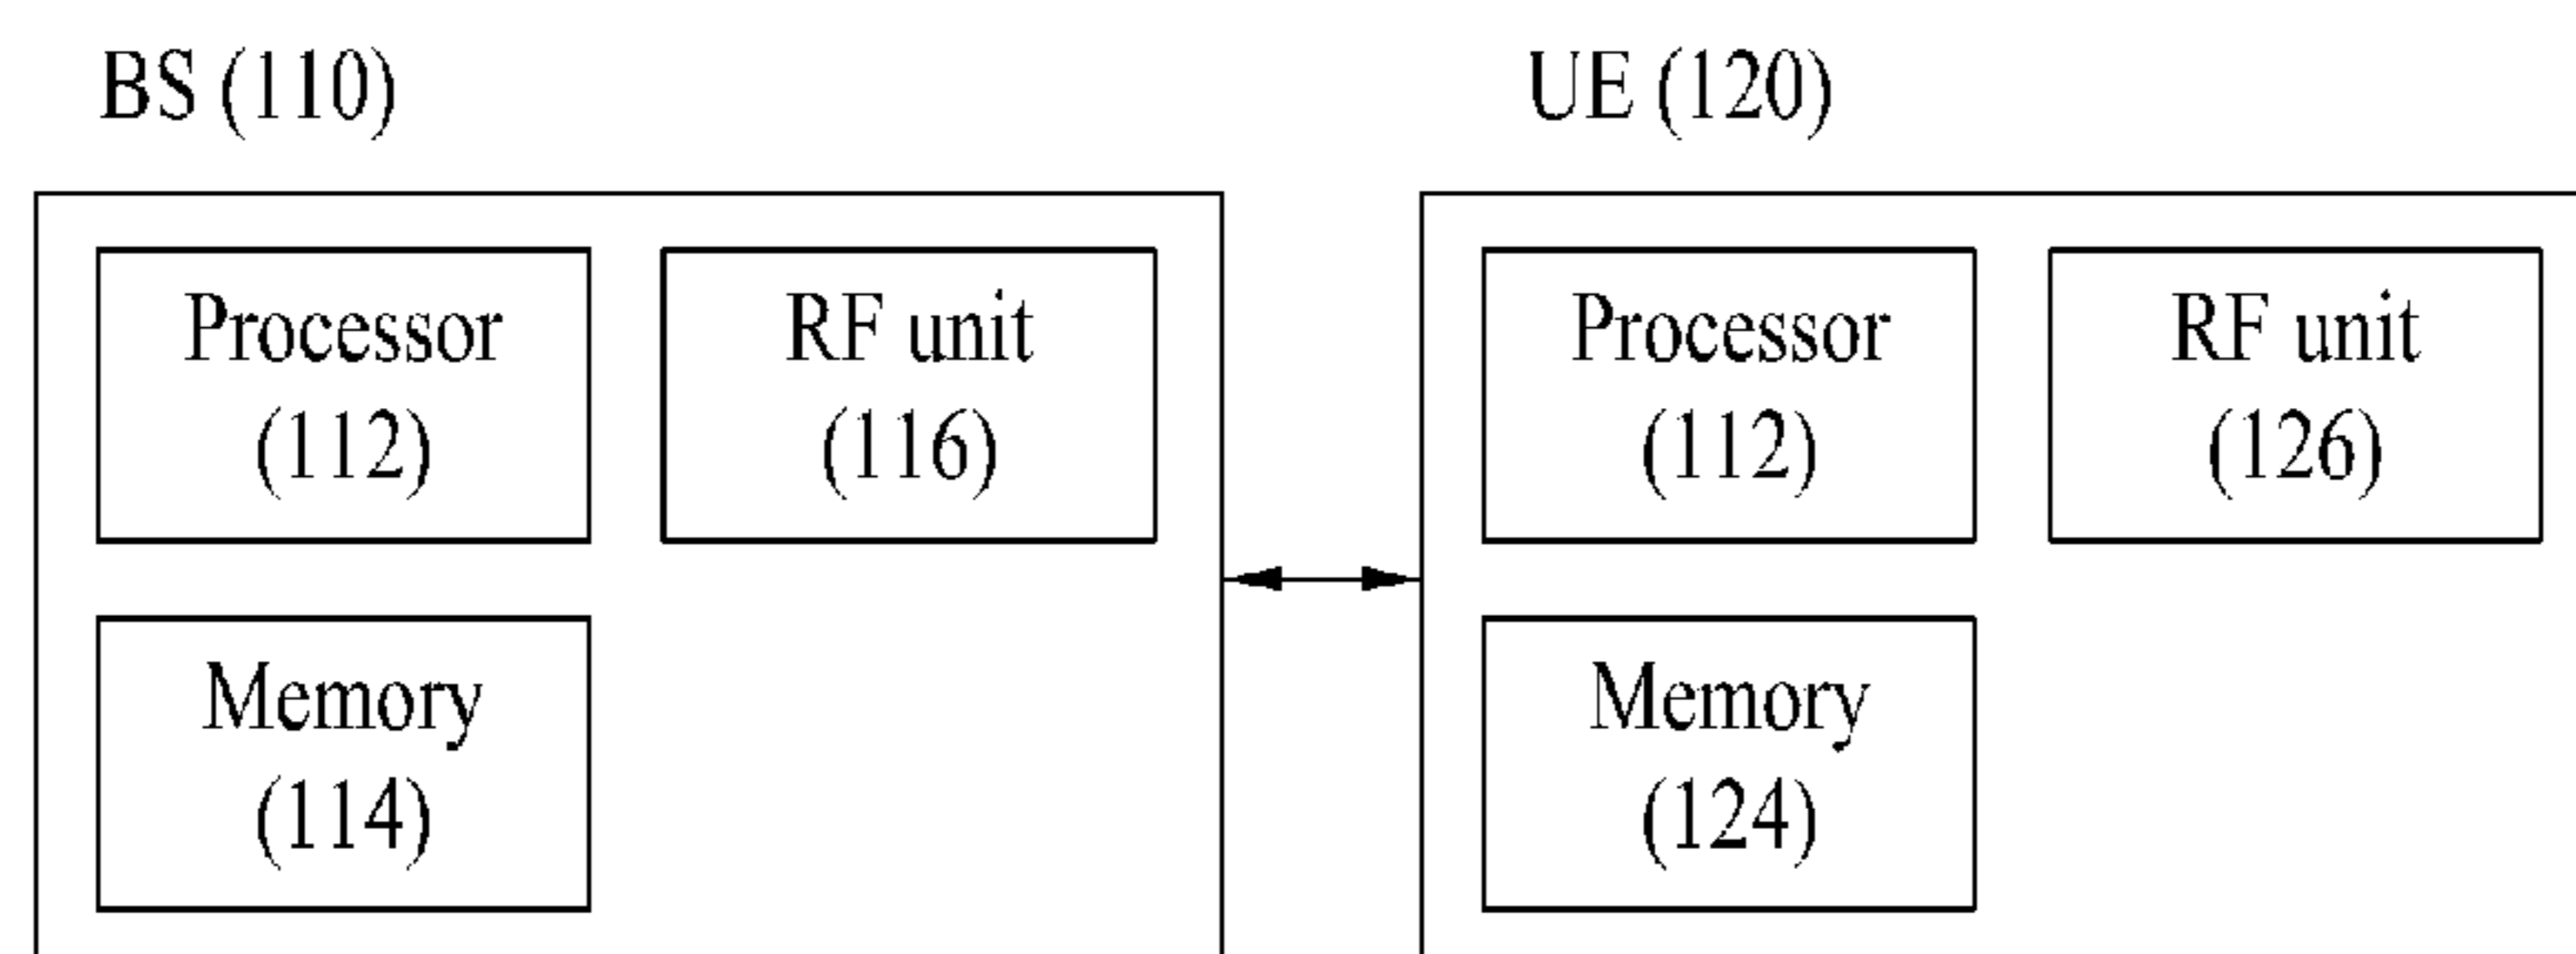 BS (110)
UE (120)
Processor
(112)
RF unit
(116)
Processor
(112)
RF unit
(126)
Memory
(114)
Memory
(124)